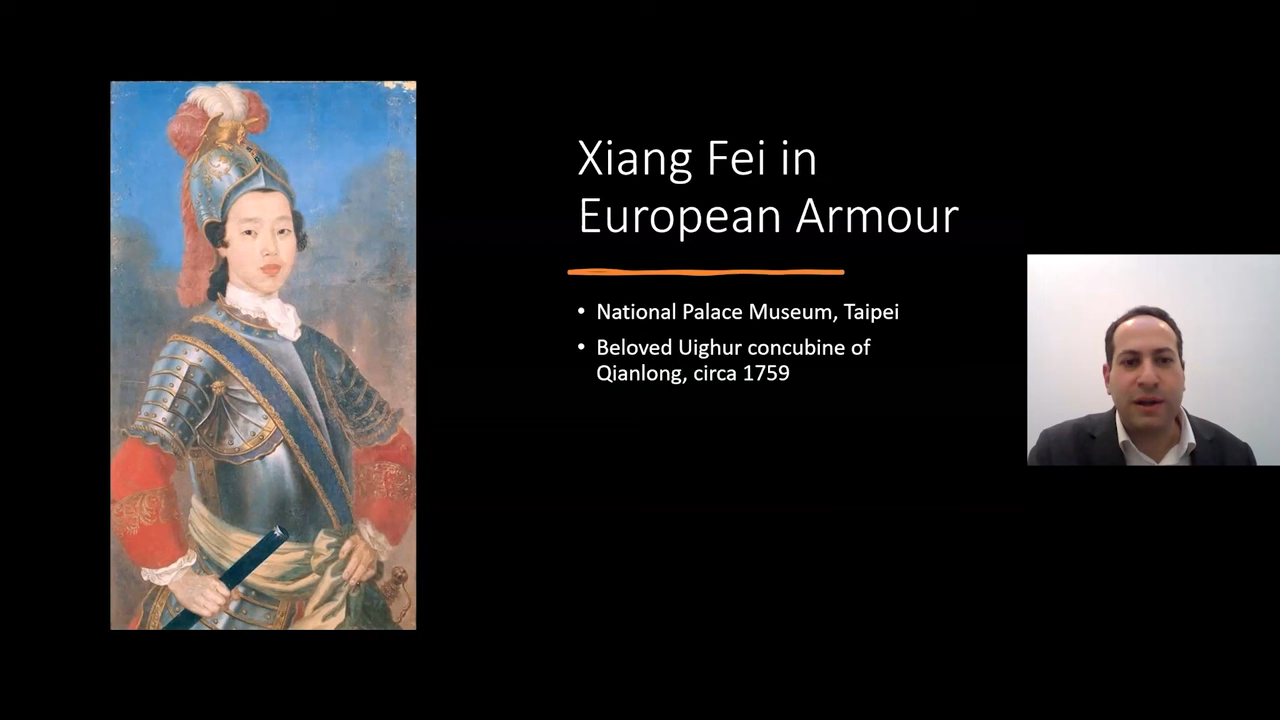 Xiang Fei in
European Armour
• National Palace Museum, Taipei
• Beloved Uighur concubine of
Qianlong, circa 1759